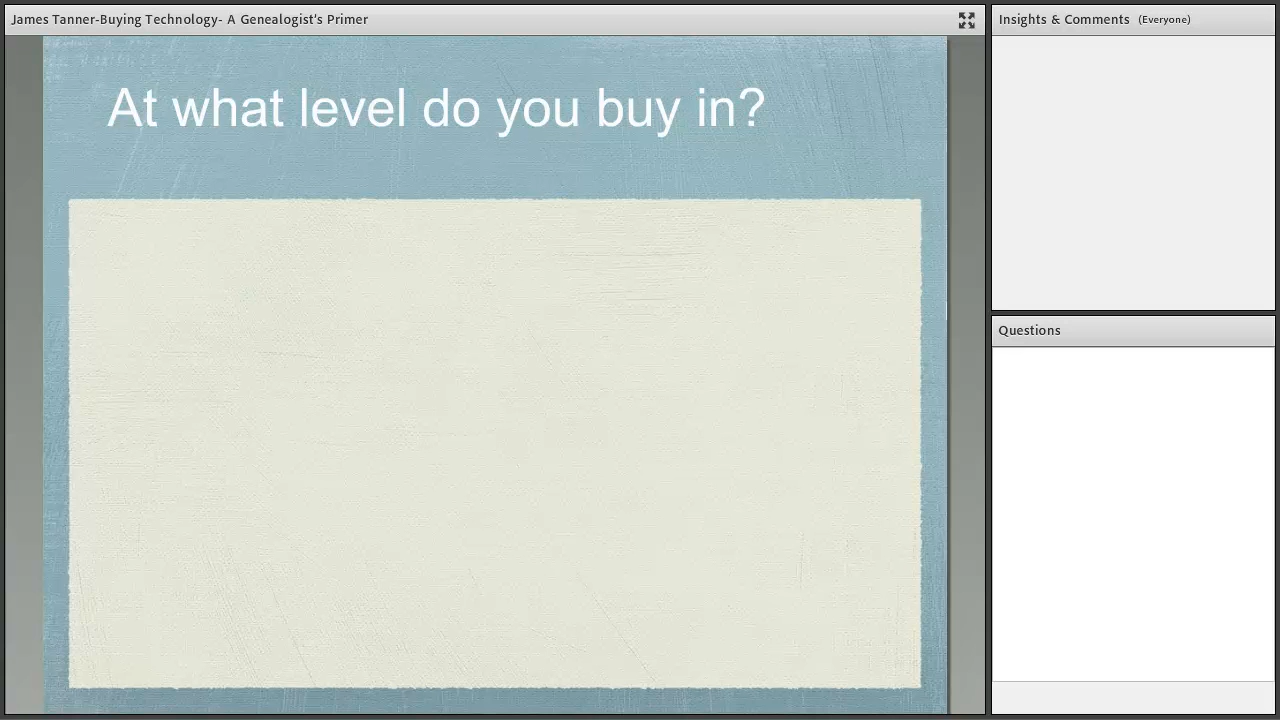 James Tanner-Buying Technology- A Genealogist's Primer
Insights & Comments (Everyone)
At what level do you buy in?
Questions